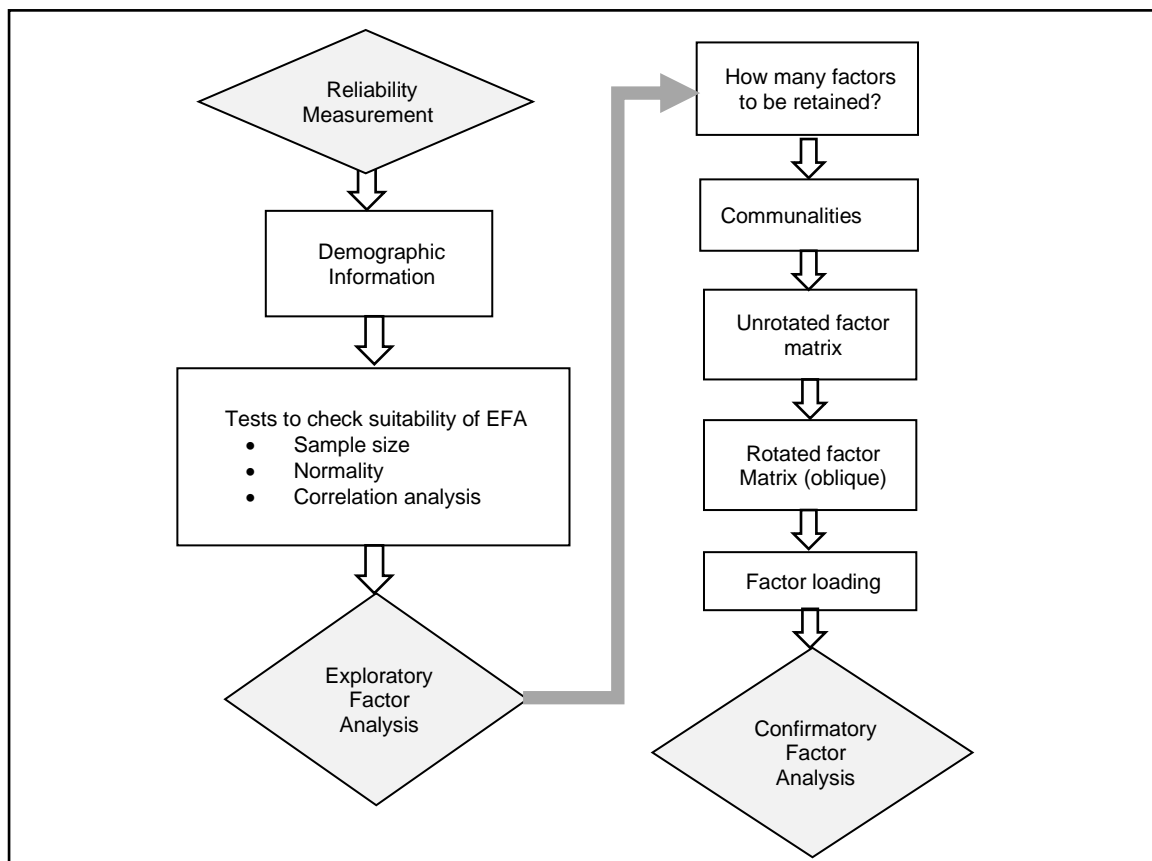 Reliability
Measurement
Demographic
Information
Tests to check suitability of EFA
• Sample size
• Normality
• Correlation analysis
Exploratory
Factor
Analysis
How many factors
to be retained?
Communalities
Unrotated factor
matrix
Rotated factor
Matrix (oblique)
Factor loading
Confirmatory
Factor
Analysis